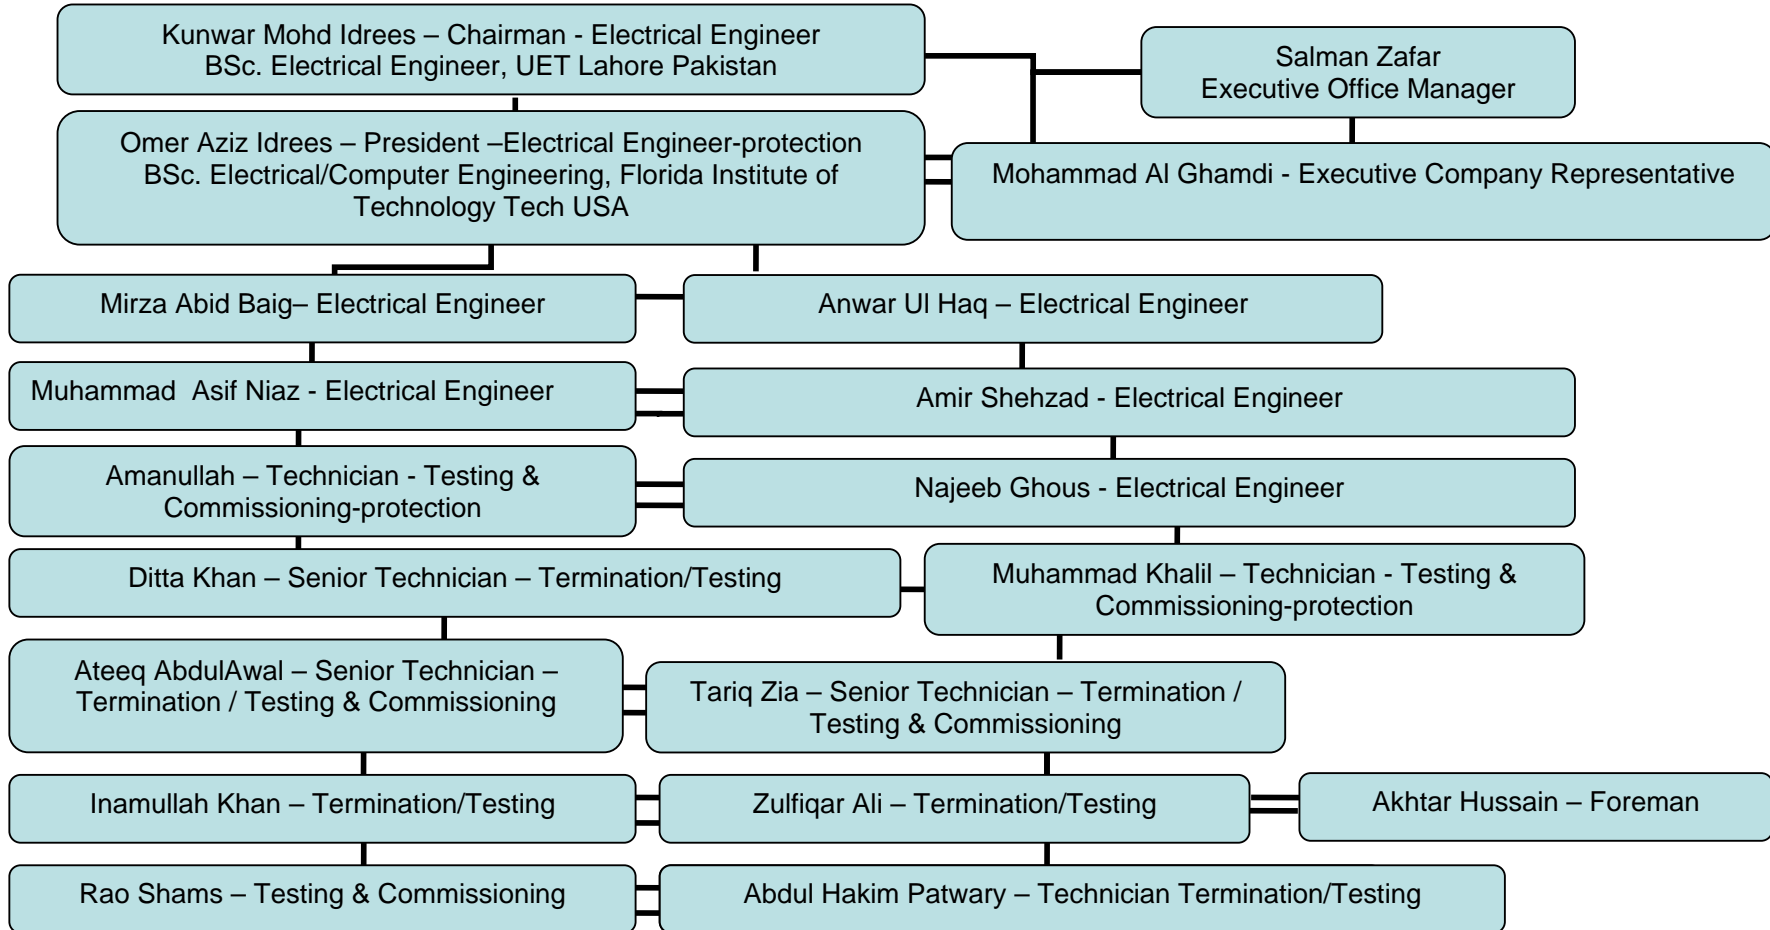 Kunwar Mohd Idrees – Chairman - Electrical Engineer
BSc. Electrical Engineer, UET Lahore Pakistan
Salman Zafar
Executive Office Manager
Omer Aziz Idrees – President –Electrical Engineer-protection
BSc. Electrical/Computer Engineering, Florida Institute of
Technology Tech USA
Mohammad Al Ghamdi - Executive Company Representative
Mirza Abid Baig– Electrical Engineer
Anwar Ul Haq – Electrical Engineer
Muhammad  Asif Niaz - Electrical Engineer
Amir Shehzad - Electrical Engineer
Amanullah – Technician - Testing &
Commissioning-protection
Najeeb Ghous - Electrical Engineer
Ditta Khan – Senior Technician – Termination/Testing
Muhammad Khalil – Technician - Testing &
Commissioning-protection
Ateeq AbdulAwal – Senior Technician –
Termination / Testing & Commissioning
Tariq Zia – Senior Technician – Termination /
Testing & Commissioning
Inamullah Khan – Termination/Testing
Zulfiqar Ali – Termination/Testing
Akhtar Hussain – Foreman
Rao Shams – Testing & Commissioning
Abdul Hakim Patwary – Technician Termination/Testing